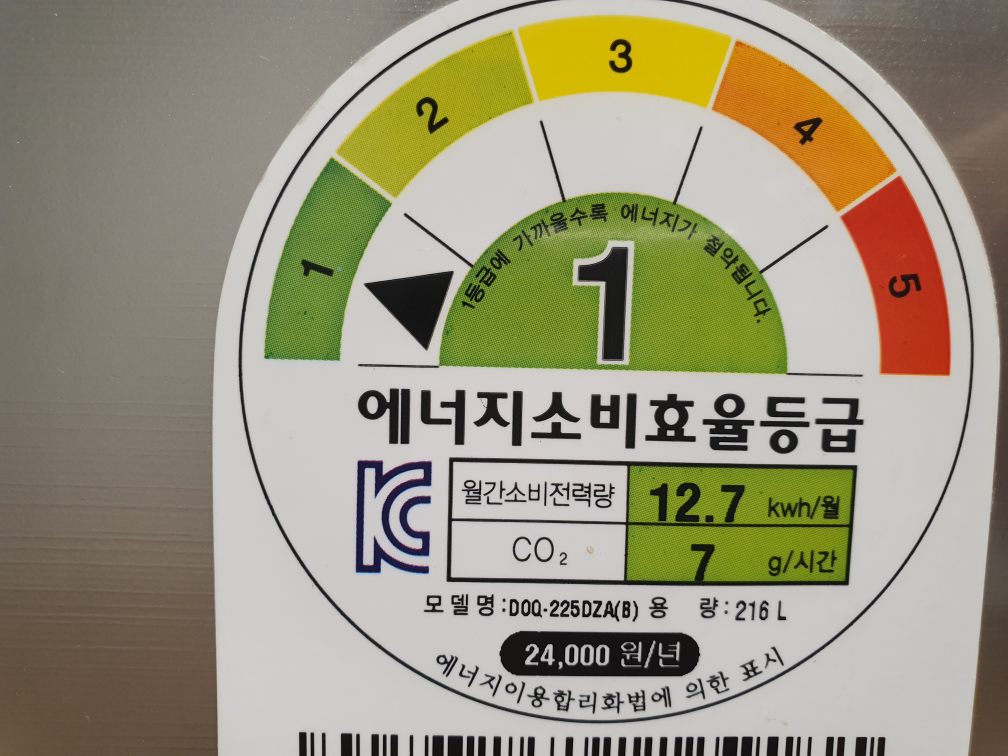 1
2
3
4
5
1등급에 가까울수록 에너지가 절약됩니다.
1
에너지소비효율등급
월간소비전력량 12.7 kwh/월
CO₂ 7 g/시간
모델명:DOQ-225DZA(B) 용 량:216 L
24,000 원/년
에너지이용합리화법에 의한 표시